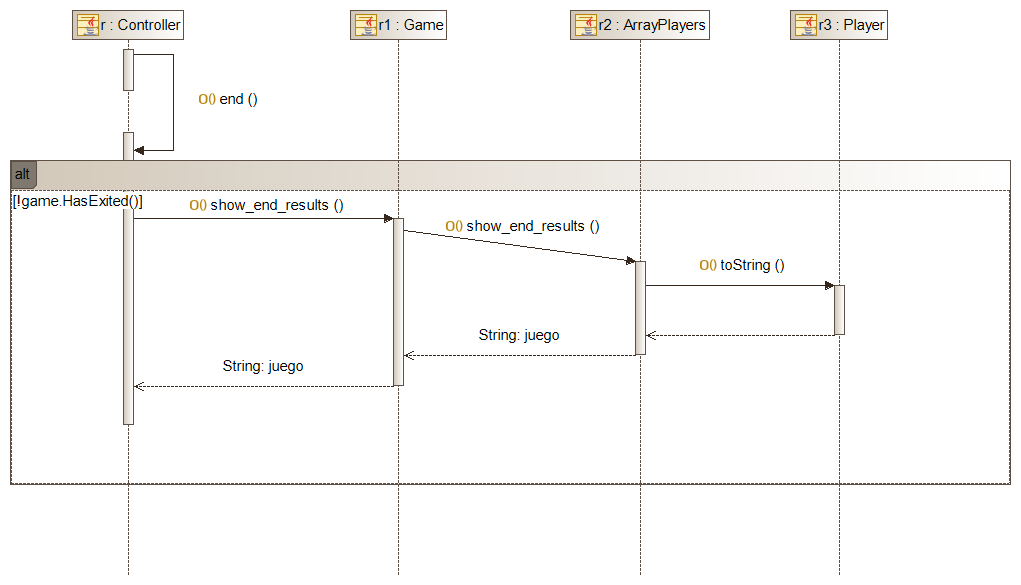 r : Controller
r1 : Game
r2 : ArrayPlayers
r3 : Player
O() end ()
alt
[!game.HasExited()]
O() show_end_results ()
O() show_end_results ()
O() toString ()
String: juego
String: juego